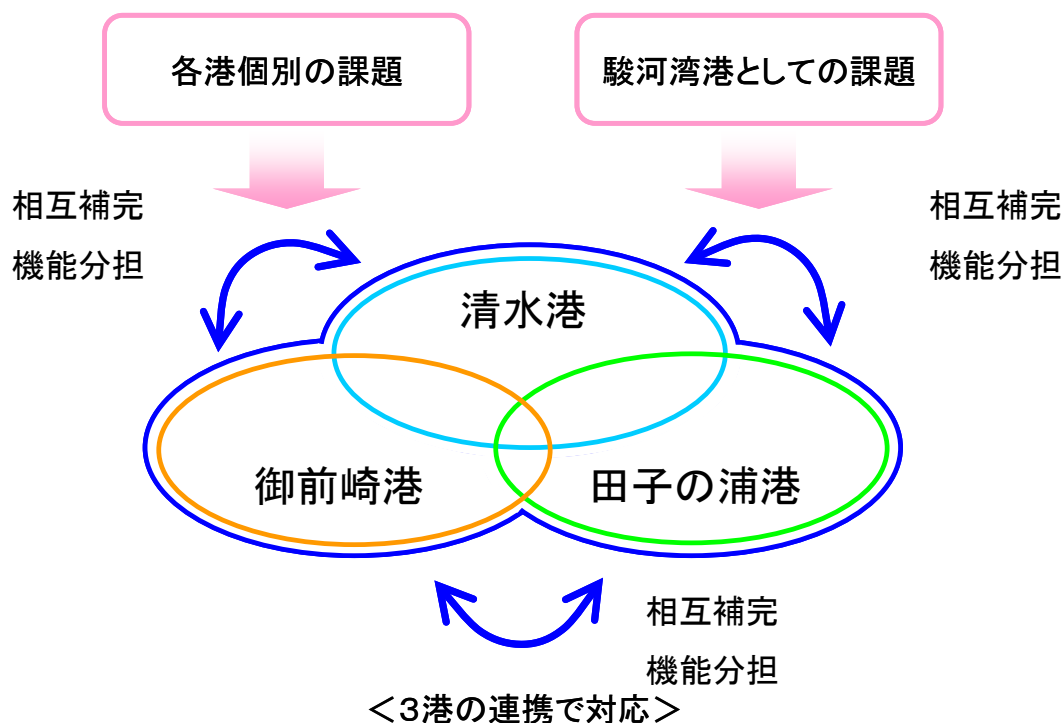 各港個別の課題
駿河湾港としての課題
相互補完
機能分担
相互補完
機能分担
清水港
御前崎港
田子の浦港
相互補完
機能分担
＜３港の連携で対応＞